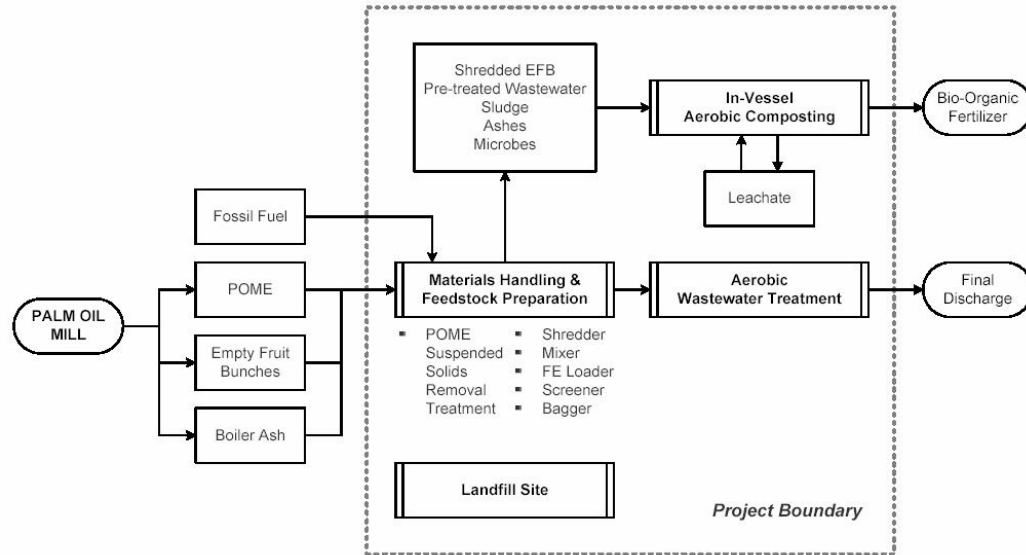 Shredded EFB
Pre-treated Wastewater
Sludge
Ashes
Microbes
In-Vessel
Aerobic Composting
Bio-Organic
Fertilizer
Leachate
Fossil Fuel
PALM OIL
MILL
POME
Empty Fruit
Bunches
Boiler Ash
Materials Handling &
Feedstock Preparation
▪ POME
Suspended
Solids
Removal
Treatment
▪ Shredder
▪ Mixer
▪ FE Loader
▪ Screener
▪ Bagger
Aerobic
Wastewater Treatment
Final
Discharge
Landfill Site
Project Boundary